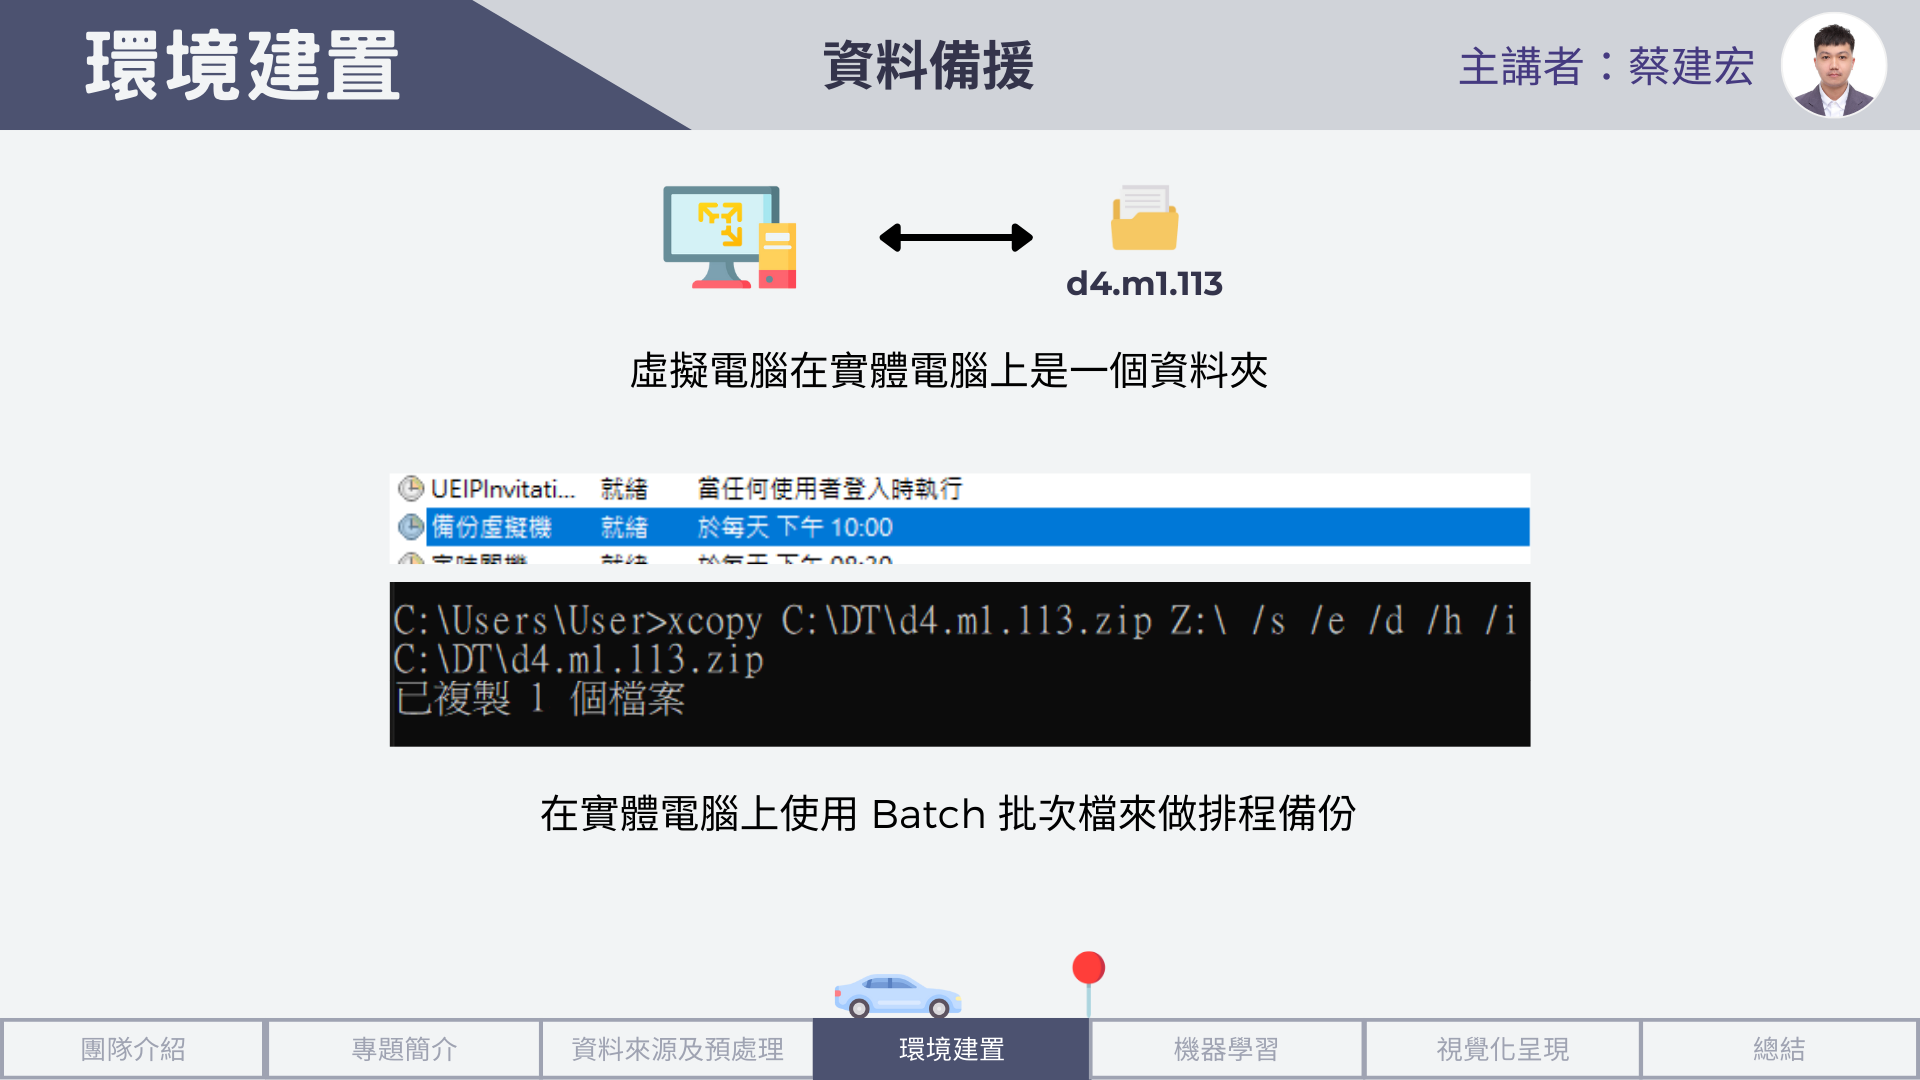 環境建置
資料備援
主講者：蔡建宏
d4.m1.113
虛擬電腦在實體電腦上是一個資料夾
UEIPInvitati... 就緒 當任何使用者登入時執行
備份虛擬機 就緒 於每天 下午 10:00
C:\Users\User>xcopy C:\DT\d4.m1.113.zip Z:\ /s /e /d /h /i
C:\DT\d4.m1.113.zip
已複製 1 個檔案
在實體電腦上使用 Batch 批次檔來做排程備份
團隊介紹
專題簡介
資料來源及預處理
環境建置
機器學習
視覺化呈現
總結